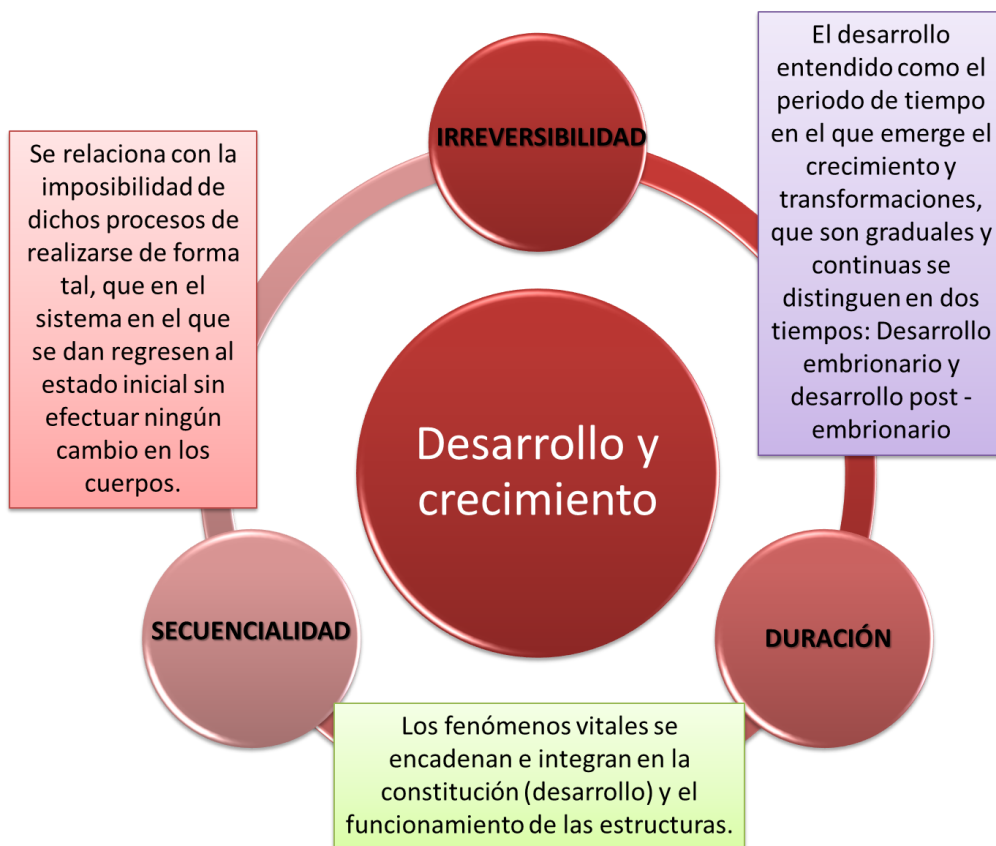 IRREVERSIBILIDAD
Se relaciona con la
imposibilidad de
dichos procesos de
realizarse de forma
tal, que en el
sistema en el que
se dan regresen al
estado inicial sin
efectuar ningún
cambio en los
cuerpos.
El desarrollo
entendido como el
periodo de tiempo
en el que emerge el
crecimiento y
transformaciones,
que son graduales y
continuas se
distinguen en dos
tiempos: Desarrollo
embrionario y
desarrollo post -
embrionario
Desarrollo y
crecimiento
SECUENCIALIDAD
DURACIÓN
Los fenómenos vitales se
encadenan e integran en la
constitución (desarrollo) y el
funcionamiento de las estructuras.